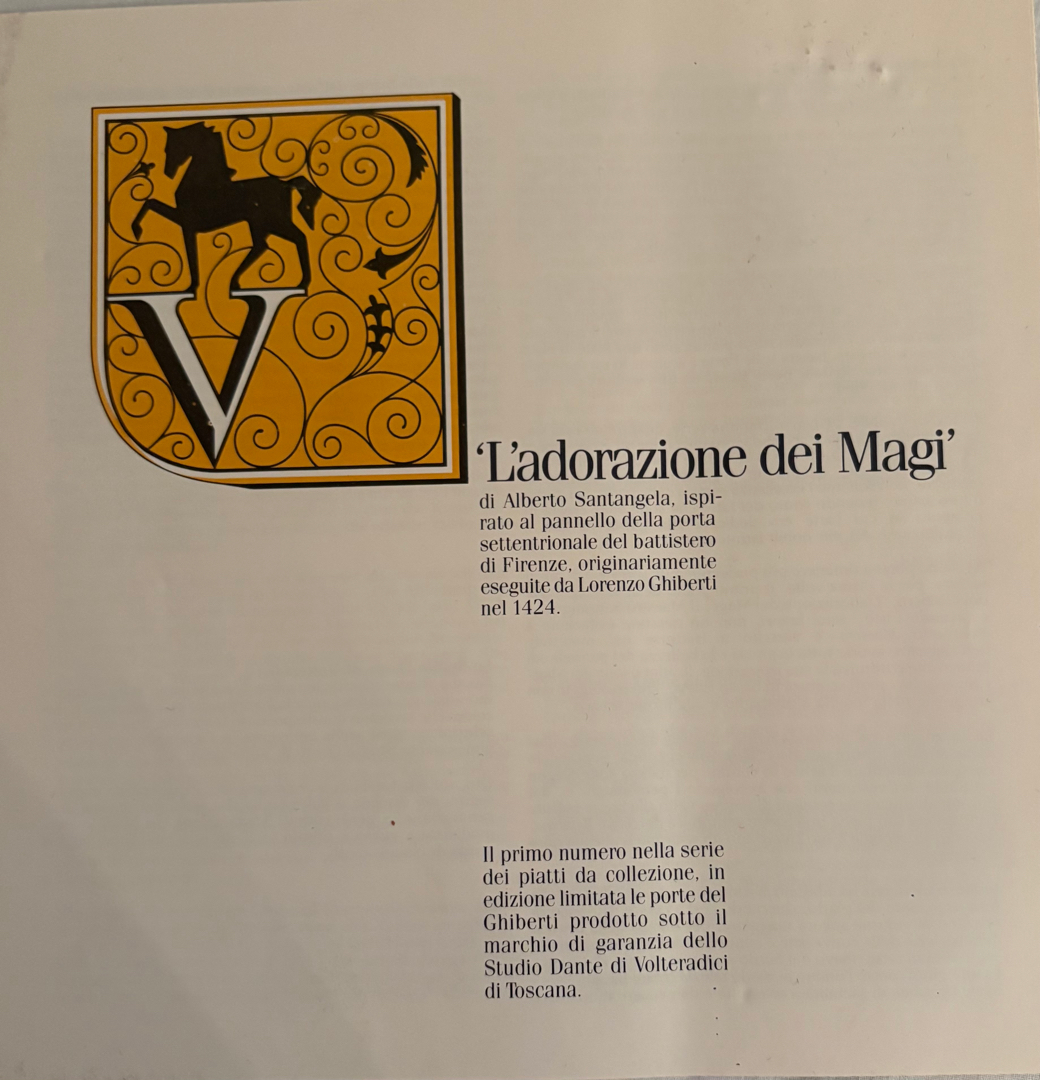 V
‘L’adorazione dei Magi’
di Alberto Santangela, ispi-
rato al pannello della porta
settentrionale del battistero
di Firenze, originariamente
eseguite da Lorenzo Ghiberti
nel 1424.
Il primo numero nella serie
dei piatti da collezione, in
edizione limitata le porte del
Ghiberti prodotto sotto il
marchio di garanzia dello
Studio Dante di Volteradici
di Toscana.